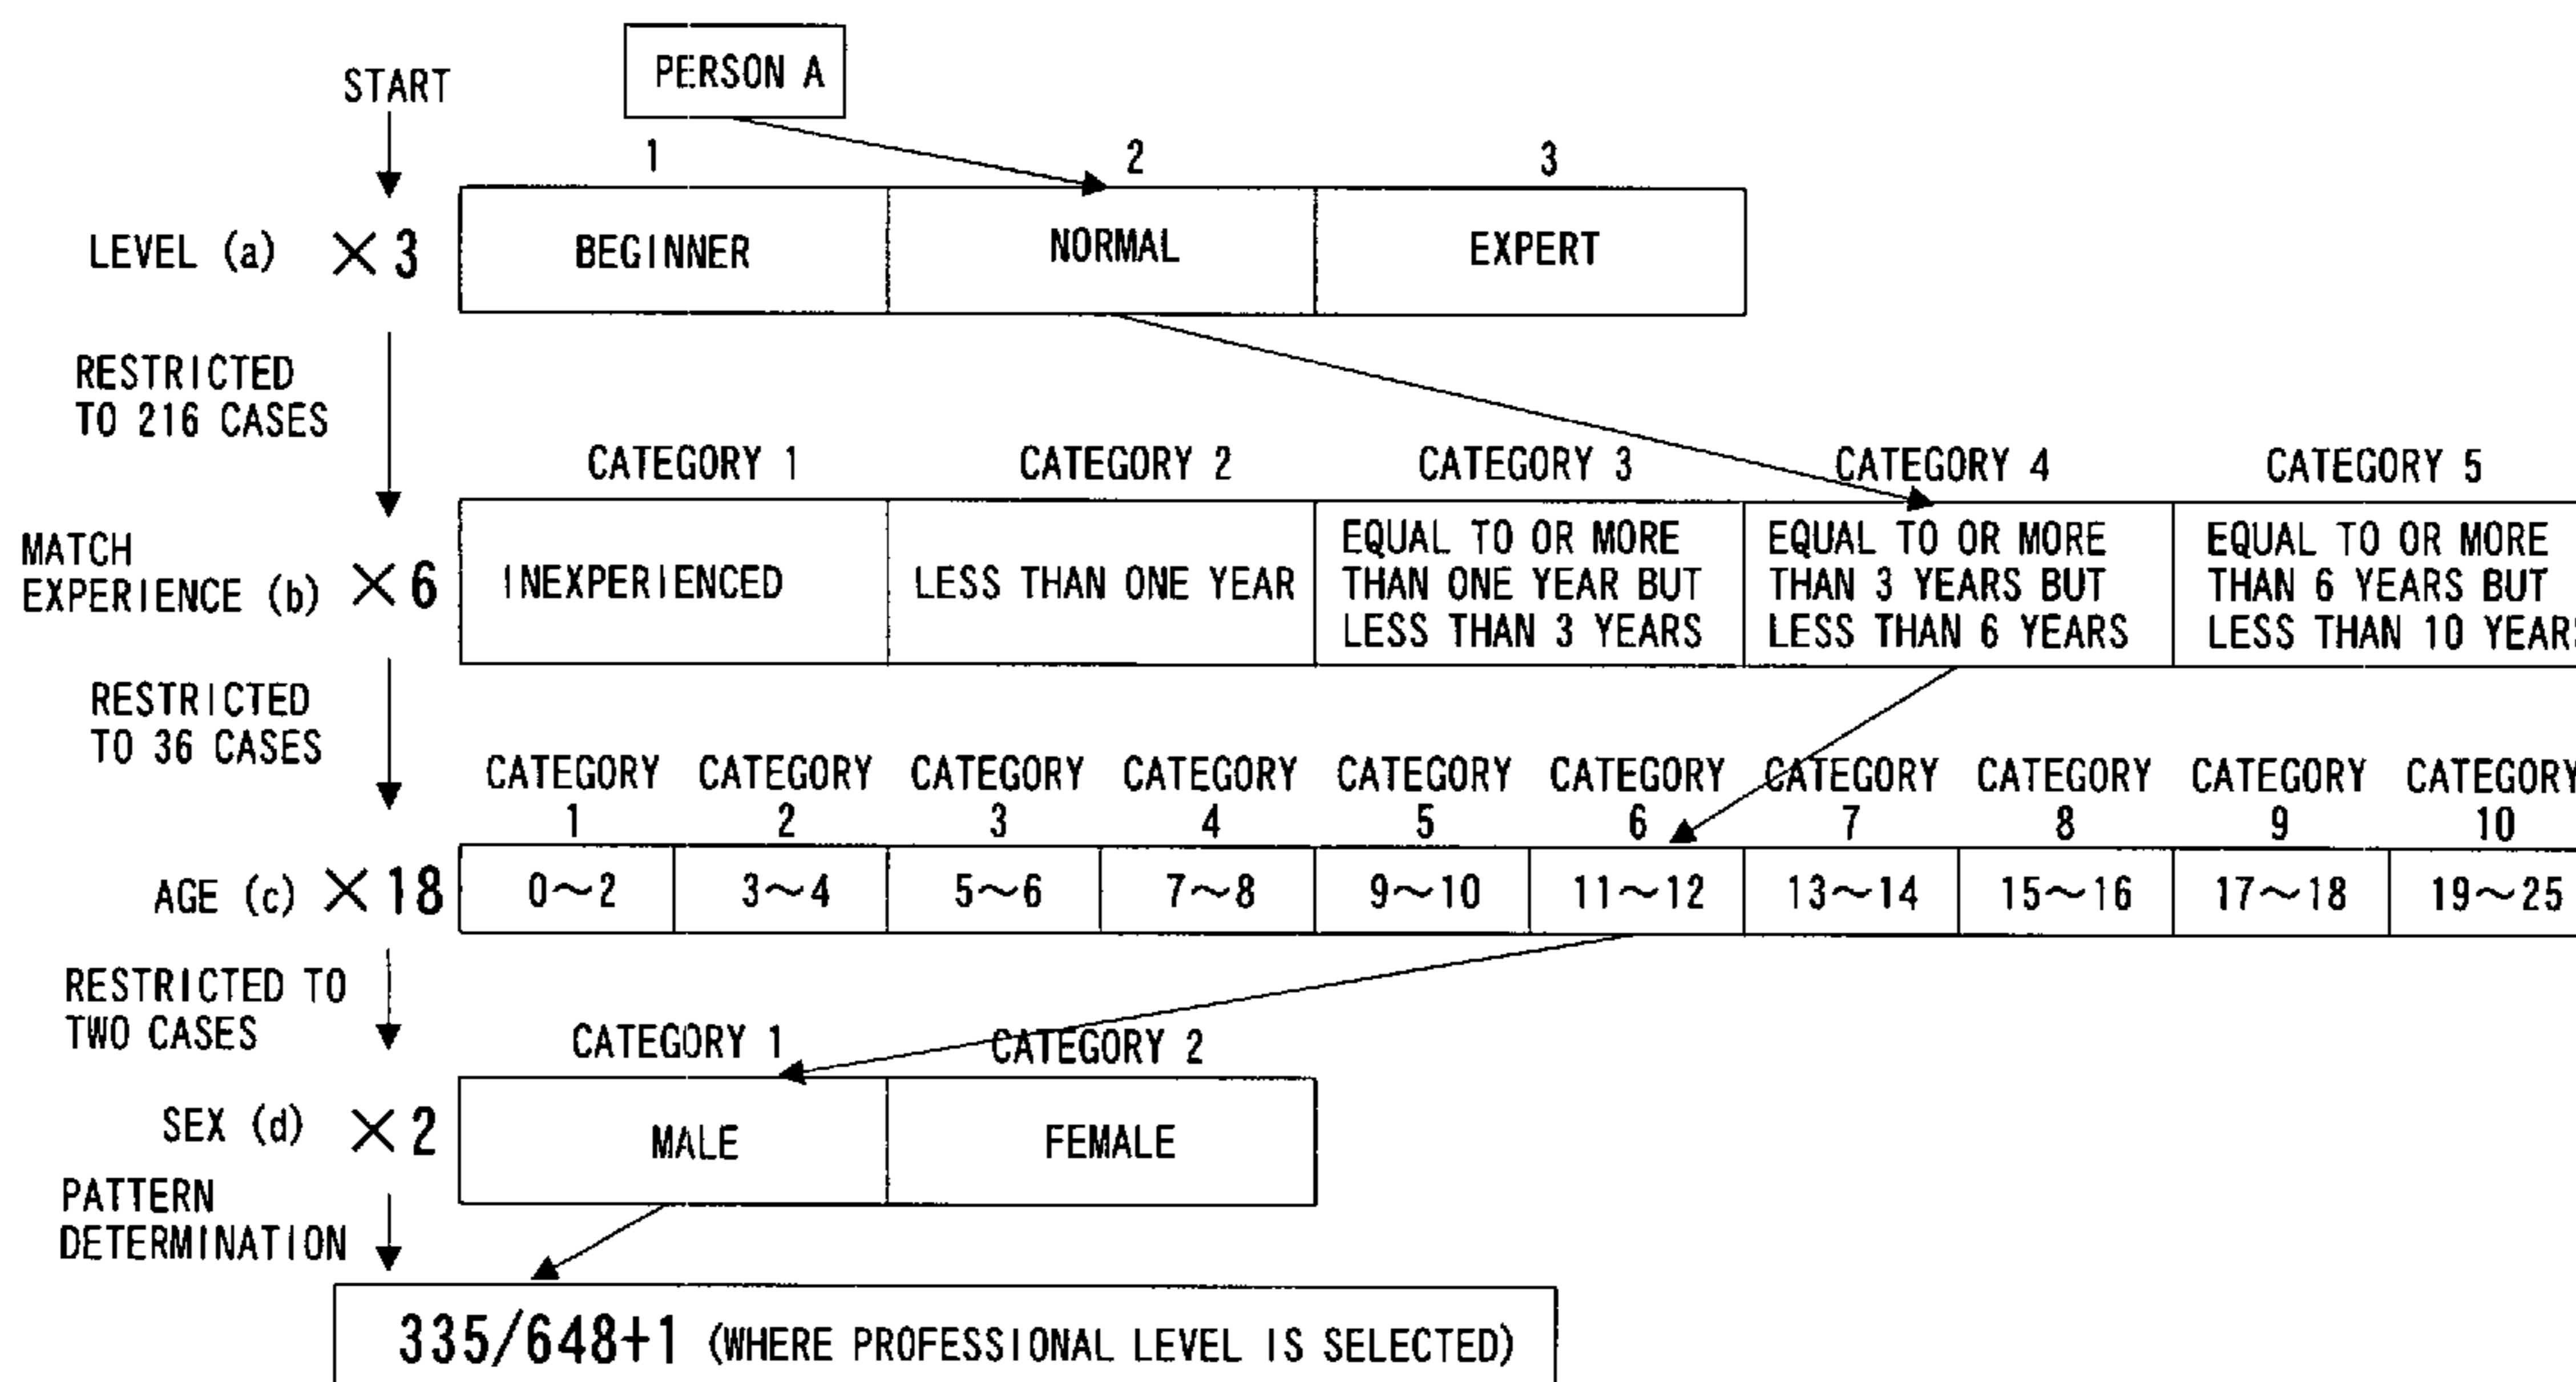 START
PERSON A
1 2 3
LEVEL (a) ×3 BEGINNER NORMAL EXPERT
RESTRICTED
TO 216 CASES
CATEGORY 1 CATEGORY 2 CATEGORY 3 CATEGORY 4 CATEGORY 5
MATCH
EXPERIENCE (b) ×6
INEXPERIENCED
LESS THAN ONE YEAR
EQUAL TO OR MORE
THAN ONE YEAR BUT
LESS THAN 3 YEARS
EQUAL TO OR MORE
THAN 3 YEARS BUT
LESS THAN 6 YEARS
EQUAL TO OR MORE
THAN 6 YEARS BUT
LESS THAN 10 YEARS
RESTRICTED
TO 36 CASES
CATEGORY CATEGORY CATEGORY CATEGORY CATEGORY CATEGORY CATEGORY CATEGORY CATEGORY CATEGORY
1 2 3 4 5 6 7 8 9 10
AGE (c) ×18 0~2 3~4 5~6 7~8 9~10 11~12 13~14 15~16 17~18 19~25
RESTRICTED TO
TWO CASES
CATEGORY 1 CATEGORY 2
SEX (d) ×2 MALE FEMALE
PATTERN
DETERMINATION
335/648+1 (WHERE PROFESSIONAL LEVEL IS SELECTED)